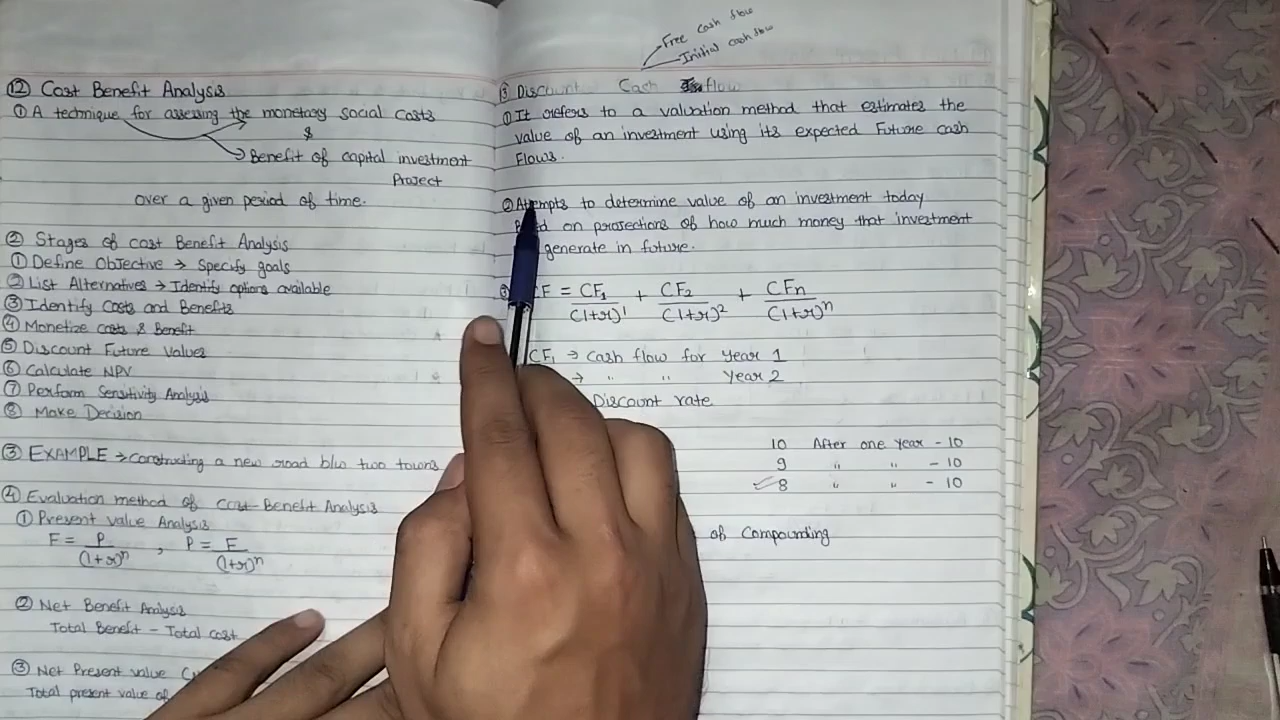 ⑫ Cost Benefit Analysis
① A technique for assessing the monetary social costs
&
Benefit of capital investment
Project
over a given period of time.
② Stages of cost Benefit Analysis
① Define Objective → Specify goals
② List Alternatives → Identify options available
③ Identify Costs and Benefits
④ Monetize costs & Benefit
⑤ Discount Future Values
⑥ Calculate NPV
⑦ Perform Sensitivity Analysis
⑧ Make Decision
③ EXAMPLE → Constructing a new road b/w two towns
④ Evaluation method of cost-Benefit Analysis
① Present value Analysis
F = P/(1+r)^n , P = F/(1+r)^n
② Net Benefit Analysis
Total Benefit - Total cost
③ Net Present value
Total present value of
Free cash flow
Initial cash flow
Discount Cash flow
① It refers to a valuation method that estimates the
value of an investment using its expected Future cash
Flows.
② Attempts to determine value of an investment today
on projections of how much money that investment
generate in future.
CF = CF₁/(1+r)^1 + CF₂/(1+r)^2 + CFn/(1+r)^n
CF₁ → Cash flow for year 1
→ " " Year 2
Discount rate
10 After one year - 10
9 " " - 10
8 " " - 10
of Compounding